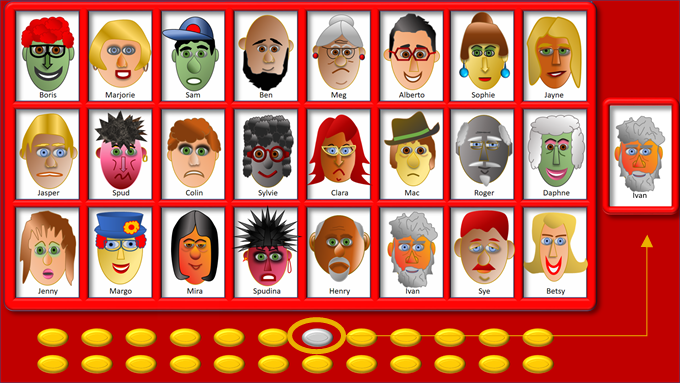 Boris Marjorie Sam Ben Meg Alberto Sophie Jayne
Ivan
Jasper Spud Colin Sylvie Clara Mac Roger Daphne
Jenny Margo Mira Spudina Henry Ivan Sye Betsy